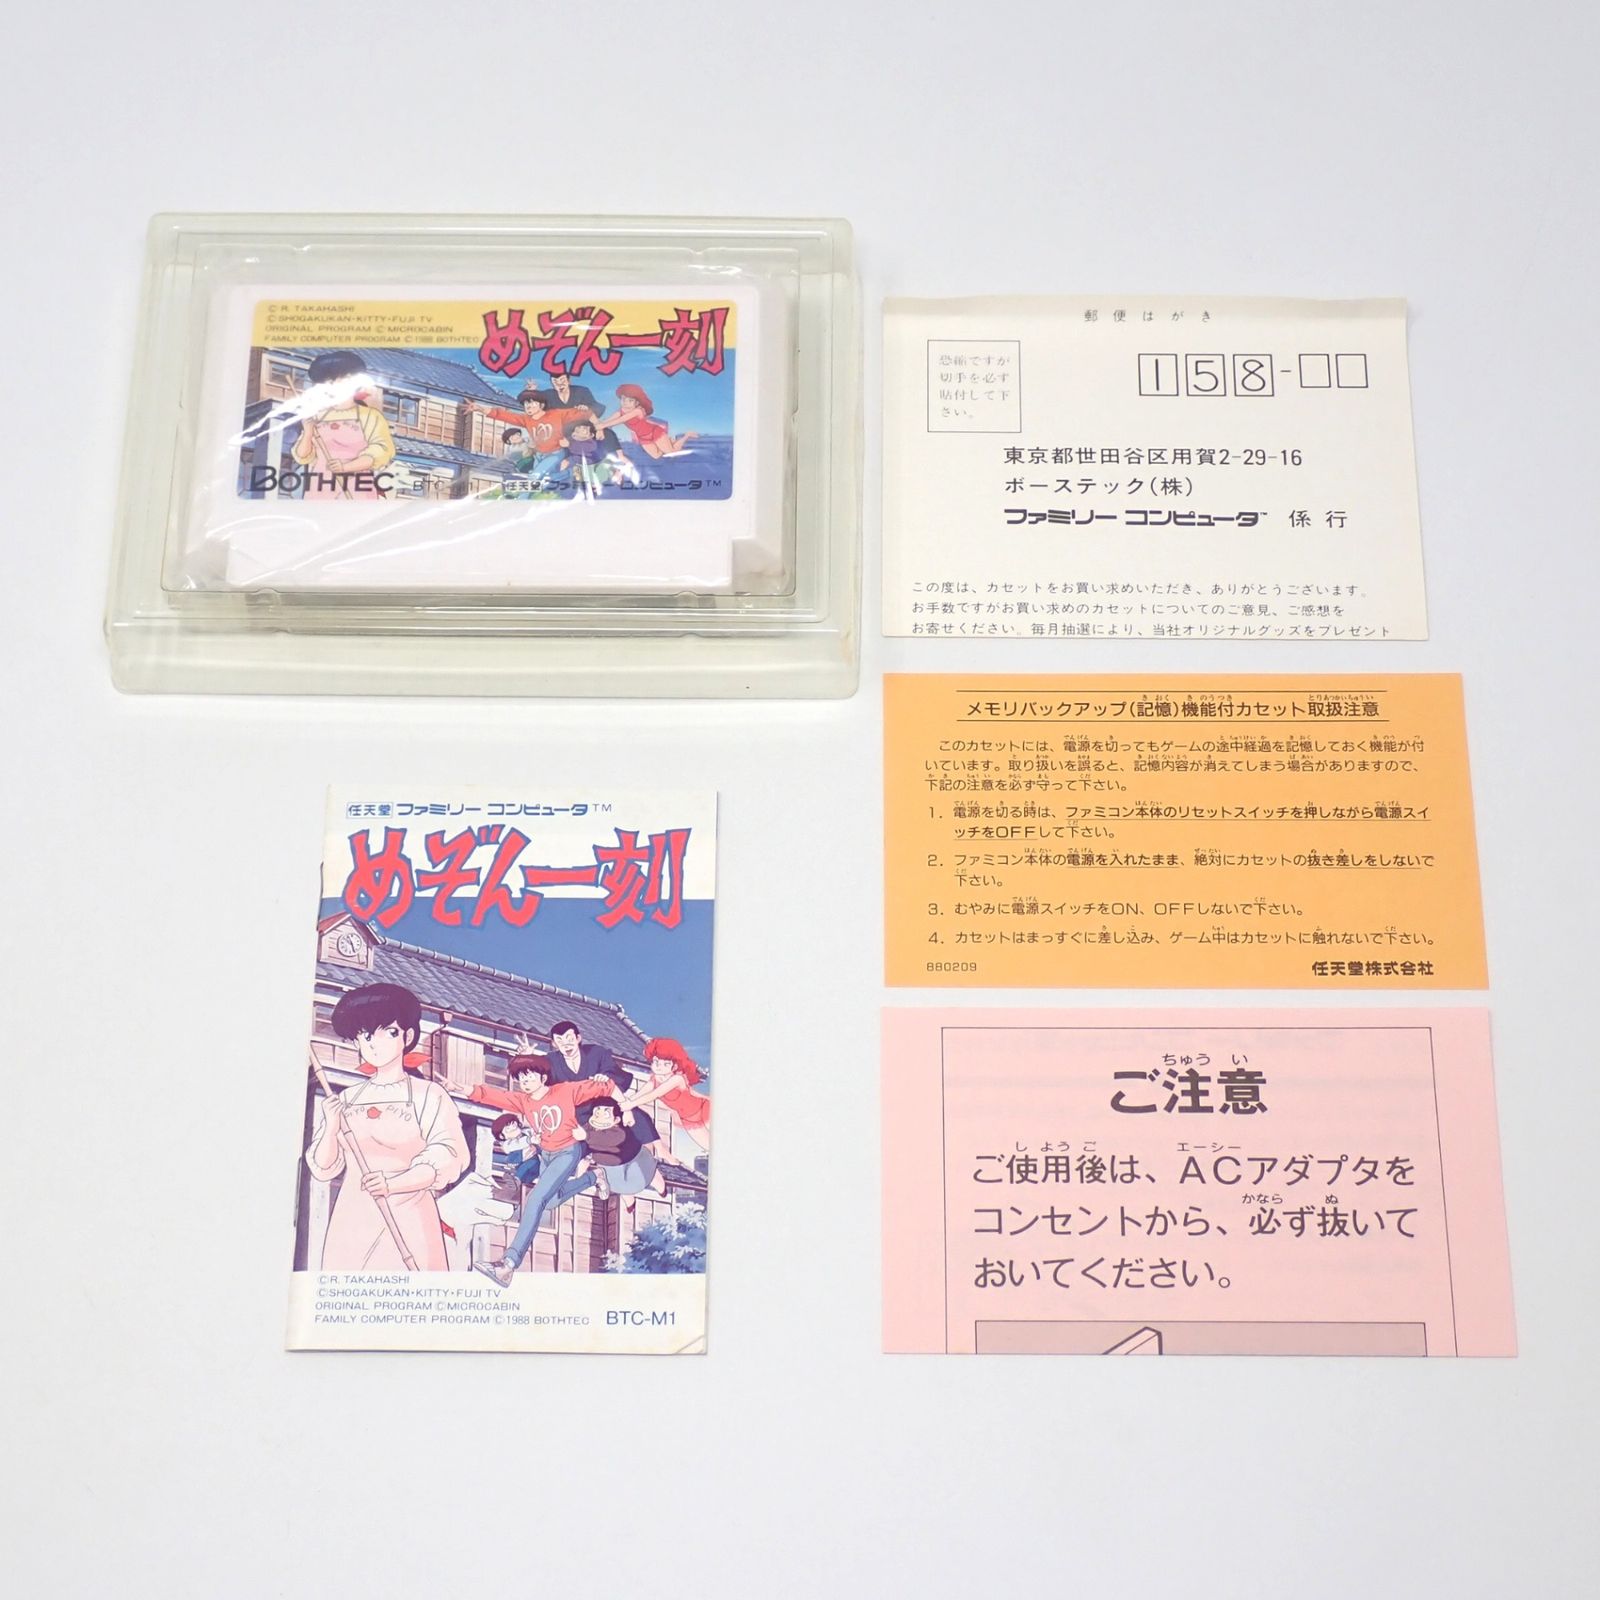 © R. TAKAHASHI
© SHOGAKUKAN・KITTY・FUJI TV
ORIGINAL PROGRAM © MICROCABIN
FAMILY COMPUTER PROGRAM © 1988 BOTHTEC
めぞん一刻
ゆ
BOTHTEC
BTC-M1
任天堂 ファミリー コンピュータ™
郵便はがき
恐縮ですが
切手を必ず
貼付して下
さい。
158-□□
東京都世田谷区用賀2-29-16
ボーステック(株)
ファミリー コンピュータ™ 係 行
この度は、カセットをお買い求めいただき、ありがとうございます。
お手数ですがお買い求めのカセットについてのご意見、ご感想を
お寄せください。毎月抽選により、当社オリジナルグッズをプレゼント
メモリバックアップ(記憶)機能付カセット取扱注意
このカセットには、電源を切ってもゲームの途中経過を記憶しておく機能が付
いています。取り扱いを誤ると、記憶内容が消えてしまう場合がありますので、
下記の注意を必ず守って下さい。
1. 電源を切る時は、ファミコン本体のリセットスイッチを押しながら電源スイ
ッチをOFFして下さい。
2. ファミコン本体の電源を入れたまま、絶対にカセットの抜き差しをしないで
下さい。
3. むやみに電源スイッチをON、OFFしないで下さい。
4. カセットはまっすぐに差し込み、ゲーム中はカセットに触れないで下さい。
880209
任天堂株式会社
任天堂 ファミリー コンピュータ™
めぞん一刻
PIYO PIYO
ゆ
© R. TAKAHASHI
© SHOGAKUKAN・KITTY・FUJI TV
ORIGINAL PROGRAM © MICROCABIN
FAMILY COMPUTER PROGRAM © 1988 BOTHTEC BTC-M1
ちゅう い
ご注意
しようご エーシー
ご使用後は、ACアダプタを
かなら ぬ
コンセントから、必ず抜いて
おいてください。